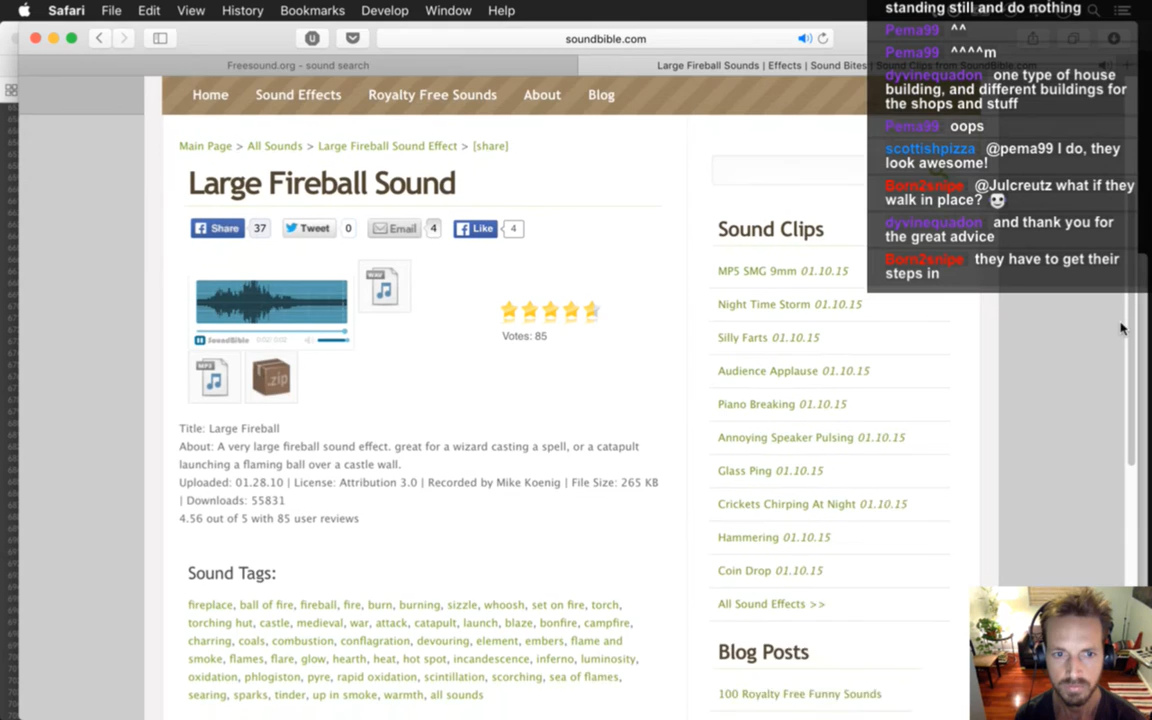 Safari File Edit View History Bookmarks Develop Window Help
soundbible.com
Freesound.org - sound search
Large Fireball Sounds | Effects | Sound Bites | Sound Clips from SoundBible.com
Home Sound Effects Royalty Free Sounds About Blog
Main Page > All Sounds > Large Fireball Sound Effect > [share]
Large Fireball Sound
Share 37 Tweet 0 Email 4 Like 4
WAV
SoundBible
Votes: 85
MP3 .zip
Title: Large Fireball
About: A very large fireball sound effect. great for a wizard casting a spell, or a catapult
launching a flaming ball over a castle wall.
Uploaded: 01.28.10 | License: Attribution 3.0 | Recorded by Mike Koenig | File Size: 265 KB
| Downloads: 55831
4.56 out of 5 with 85 user reviews
Sound Tags:
fireplace, ball of fire, fireball, fire, burn, burning, sizzle, whoosh, set on fire, torch,
torching hut, castle, medieval, war, attack, catapult, launch, blaze, bonfire, campfire,
charring, coals, combustion, conflagration, devouring, element, embers, flame and
smoke, flames, flare, glow, hearth, heat, hot spot, incandescence, inferno, luminosity,
oxidation, phlogiston, pyre, rapid oxidation, scintillation, scorching, sea of flames,
searing, sparks, tinder, up in smoke, warmth, all sounds
Sound Clips
MP5 SMG 9mm 01.10.15
Night Time Storm 01.10.15
Silly Farts 01.10.15
Audience Applause 01.10.15
Piano Breaking 01.10.15
Annoying Speaker Pulsing 01.10.15
Glass Ping 01.10.15
Crickets Chirping At Night 01.10.15
Hammering 01.10.15
Coin Drop 01.10.15
All Sound Effects >>
Blog Posts
100 Royalty Free Funny Sounds
standing still and do nothing
Pema99 ^^
Pema99 ^^^^m
dyvinequadon one type of house
building, and different buildings for
the shops and stuff
Pema99 oops
scottishpizza @pema99 I do, they
look awesome!
Born2snipe @Julcreutz what if they
walk in place?
dyvinequadon and thank you for
the great advice
Born2snipe they have to get their
steps in